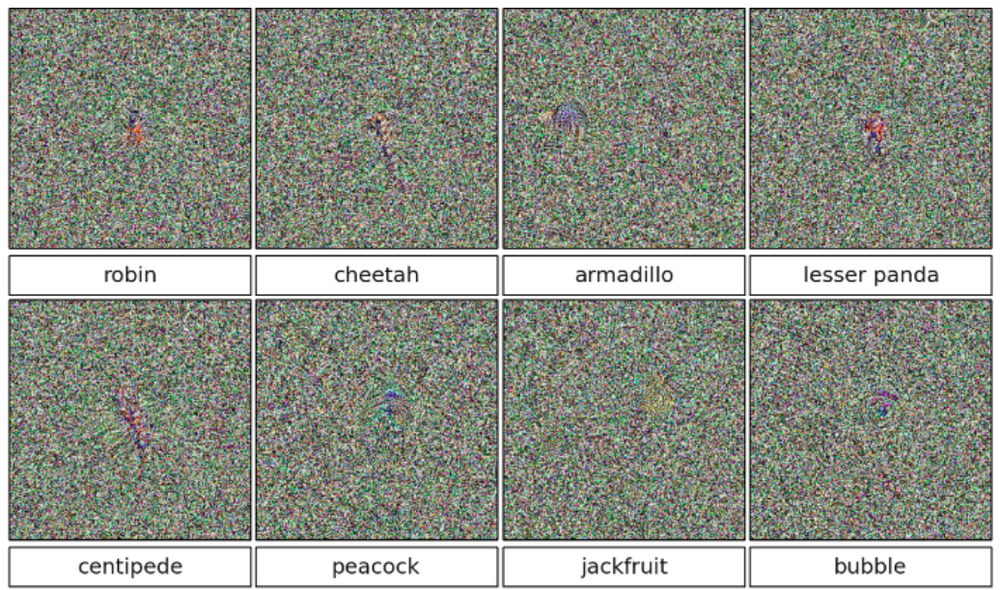 robin
cheetah
armadillo
lesser panda
centipede
peacock
jackfruit
bubble